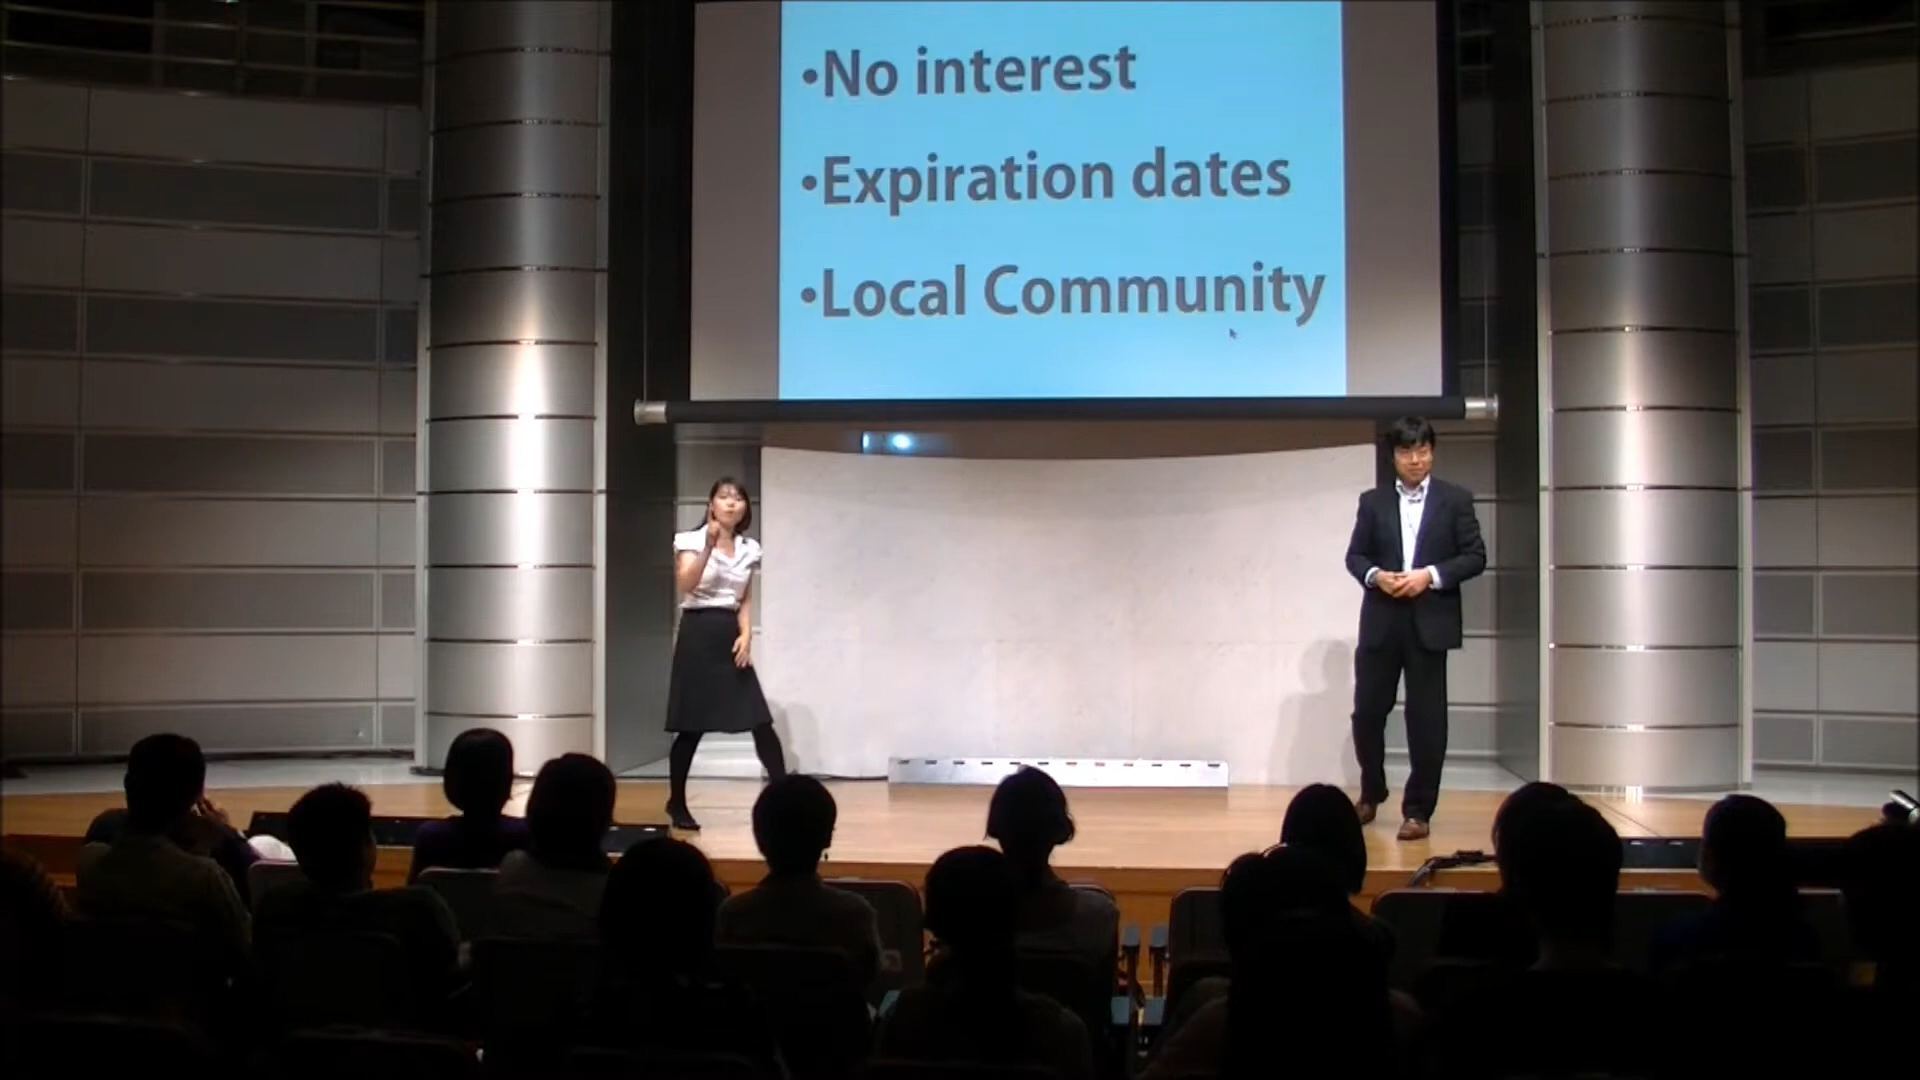 •No interest
•Expiration dates
•Local Community